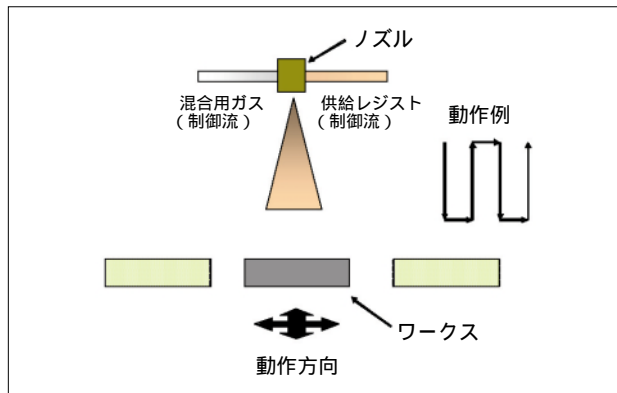 ノズル
混合用ガス
（制御流）
供給レジスト
（制御流）
動作例
ワークス
動作方向